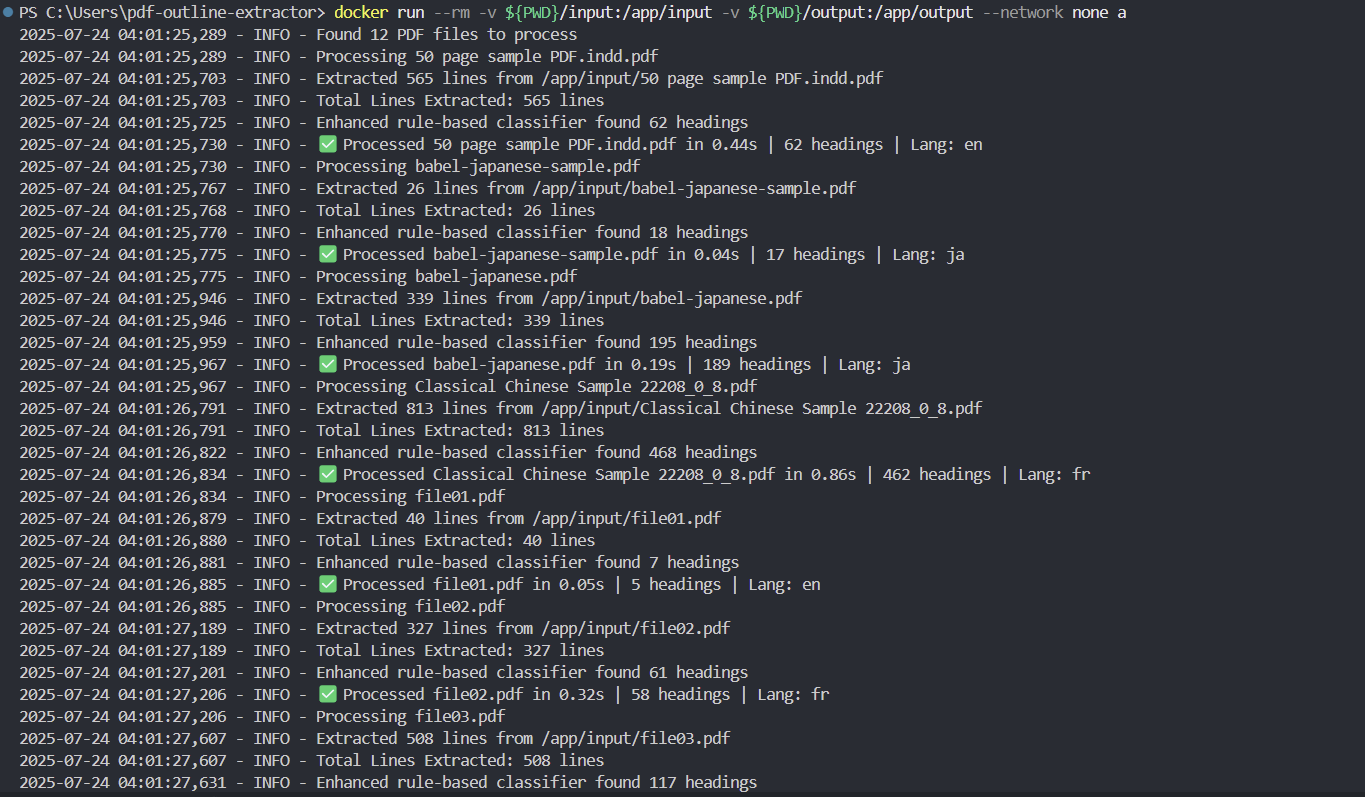 PS C:\Users\pdf-outline-extractor> docker run --rm -v ${PWD}/input:/app/input -v ${PWD}/output:/app/output --network none a
2025-07-24 04:01:25,289 - INFO - Found 12 PDF files to process
2025-07-24 04:01:25,289 - INFO - Processing 50 page sample PDF.indd.pdf
2025-07-24 04:01:25,703 - INFO - Extracted 565 lines from /app/input/50 page sample PDF.indd.pdf
2025-07-24 04:01:25,703 - INFO - Total Lines Extracted: 565 lines
2025-07-24 04:01:25,725 - INFO - Enhanced rule-based classifier found 62 headings
2025-07-24 04:01:25,730 - INFO - ✅ Processed 50 page sample PDF.indd.pdf in 0.44s | 62 headings | Lang: en
2025-07-24 04:01:25,730 - INFO - Processing babel-japanese-sample.pdf
2025-07-24 04:01:25,767 - INFO - Extracted 26 lines from /app/input/babel-japanese-sample.pdf
2025-07-24 04:01:25,768 - INFO - Total Lines Extracted: 26 lines
2025-07-24 04:01:25,770 - INFO - Enhanced rule-based classifier found 18 headings
2025-07-24 04:01:25,775 - INFO - ✅ Processed babel-japanese-sample.pdf in 0.04s | 17 headings | Lang: ja
2025-07-24 04:01:25,775 - INFO - Processing babel-japanese.pdf
2025-07-24 04:01:25,946 - INFO - Extracted 339 lines from /app/input/babel-japanese.pdf
2025-07-24 04:01:25,946 - INFO - Total Lines Extracted: 339 lines
2025-07-24 04:01:25,959 - INFO - Enhanced rule-based classifier found 195 headings
2025-07-24 04:01:25,967 - INFO - ✅ Processed babel-japanese.pdf in 0.19s | 189 headings | Lang: ja
2025-07-24 04:01:25,967 - INFO - Processing Classical Chinese Sample 22208_0_8.pdf
2025-07-24 04:01:26,791 - INFO - Extracted 813 lines from /app/input/Classical Chinese Sample 22208_0_8.pdf
2025-07-24 04:01:26,791 - INFO - Total Lines Extracted: 813 lines
2025-07-24 04:01:26,822 - INFO - Enhanced rule-based classifier found 468 headings
2025-07-24 04:01:26,834 - INFO - ✅ Processed Classical Chinese Sample 22208_0_8.pdf in 0.86s | 462 headings | Lang: fr
2025-07-24 04:01:26,834 - INFO - Processing file01.pdf
2025-07-24 04:01:26,879 - INFO - Extracted 40 lines from /app/input/file01.pdf
2025-07-24 04:01:26,880 - INFO - Total Lines Extracted: 40 lines
2025-07-24 04:01:26,881 - INFO - Enhanced rule-based classifier found 7 headings
2025-07-24 04:01:26,885 - INFO - ✅ Processed file01.pdf in 0.05s | 5 headings | Lang: en
2025-07-24 04:01:26,885 - INFO - Processing file02.pdf
2025-07-24 04:01:27,189 - INFO - Extracted 327 lines from /app/input/file02.pdf
2025-07-24 04:01:27,189 - INFO - Total Lines Extracted: 327 lines
2025-07-24 04:01:27,201 - INFO - Enhanced rule-based classifier found 61 headings
2025-07-24 04:01:27,206 - INFO - ✅ Processed file02.pdf in 0.32s | 58 headings | Lang: fr
2025-07-24 04:01:27,206 - INFO - Processing file03.pdf
2025-07-24 04:01:27,607 - INFO - Extracted 508 lines from /app/input/file03.pdf
2025-07-24 04:01:27,607 - INFO - Total Lines Extracted: 508 lines
2025-07-24 04:01:27,631 - INFO - Enhanced rule-based classifier found 117 headings